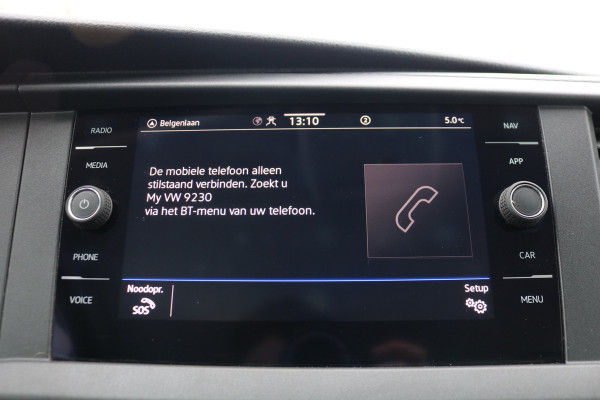 RADIO
MEDIA
PHONE
VOICE
Belgenlaan 13:10 2 5.0°C
De mobiele telefoon alleen
stilstaand verbinden. Zoekt u
My VW 9230
via het BT-menu van uw telefoon.
Noodopr.
SOS
Setup
NAV
APP
CAR
MENU